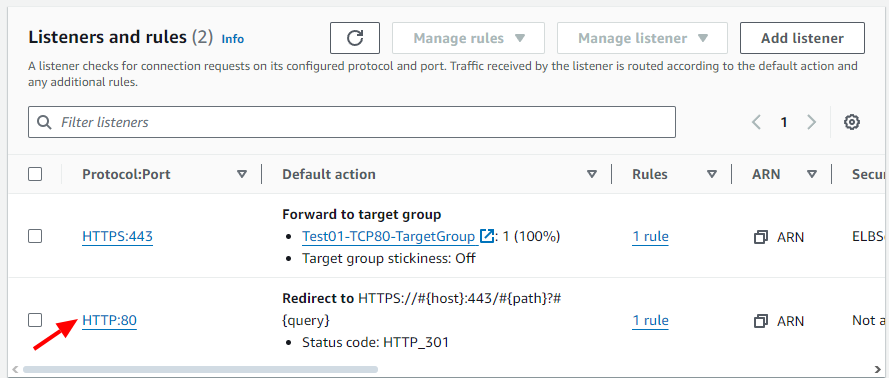 Listeners and rules (2) Info
Manage rules
Manage listener
Add listener
A listener checks for connection requests on its configured protocol and port. Traffic received by the listener is routed according to the default action and
any additional rules.
Filter listeners
1
Protocol:Port
Default action
Rules
ARN
Secur
HTTPS:443
Forward to target group
• Test01-TCP80-TargetGroup : 1 (100%)
• Target group stickiness: Off
1 rule
ARN
ELBSe
HTTP:80
Redirect to HTTPS://#{host}:443/#{path}?#
{query}
• Status code: HTTP_301
1 rule
ARN
Not a